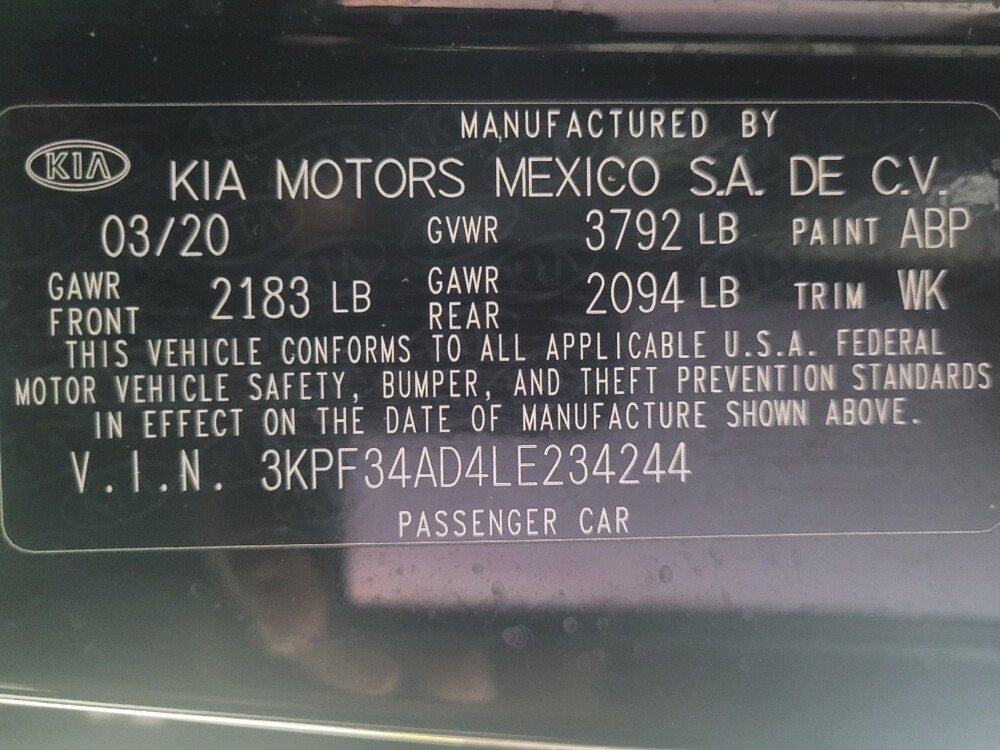 MANUFACTURED BY
KIA KIA MOTORS MEXICO S.A. DE C.V.
03/20 GVWR 3792 LB PAINT ABP
GAWR FRONT 2183 LB GAWR REAR 2094 LB TRIM WK
THIS VEHICLE CONFORMS TO ALL APPLICABLE U.S.A. FEDERAL
MOTOR VEHICLE SAFETY, BUMPER, AND THEFT PREVENTION STANDARDS
IN EFFECT ON THE DATE OF MANUFACTURE SHOWN ABOVE.
V.I.N. 3KPF34AD4LE234244
PASSENGER CAR